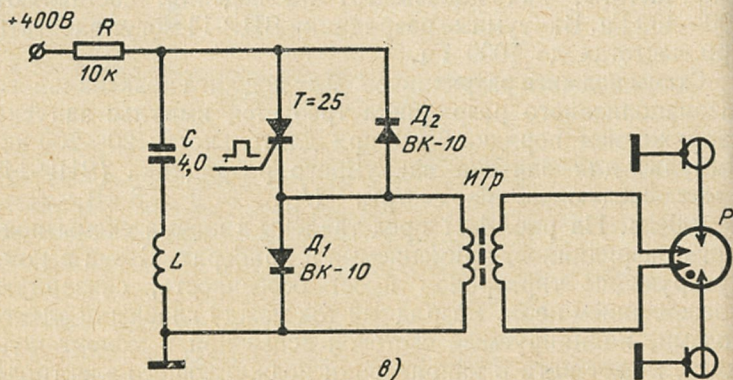 +400В
R
10к
С
4,0
L
Т=25
Д2
ВК-10
Д1
ВК-10
ИТр
Р
в)